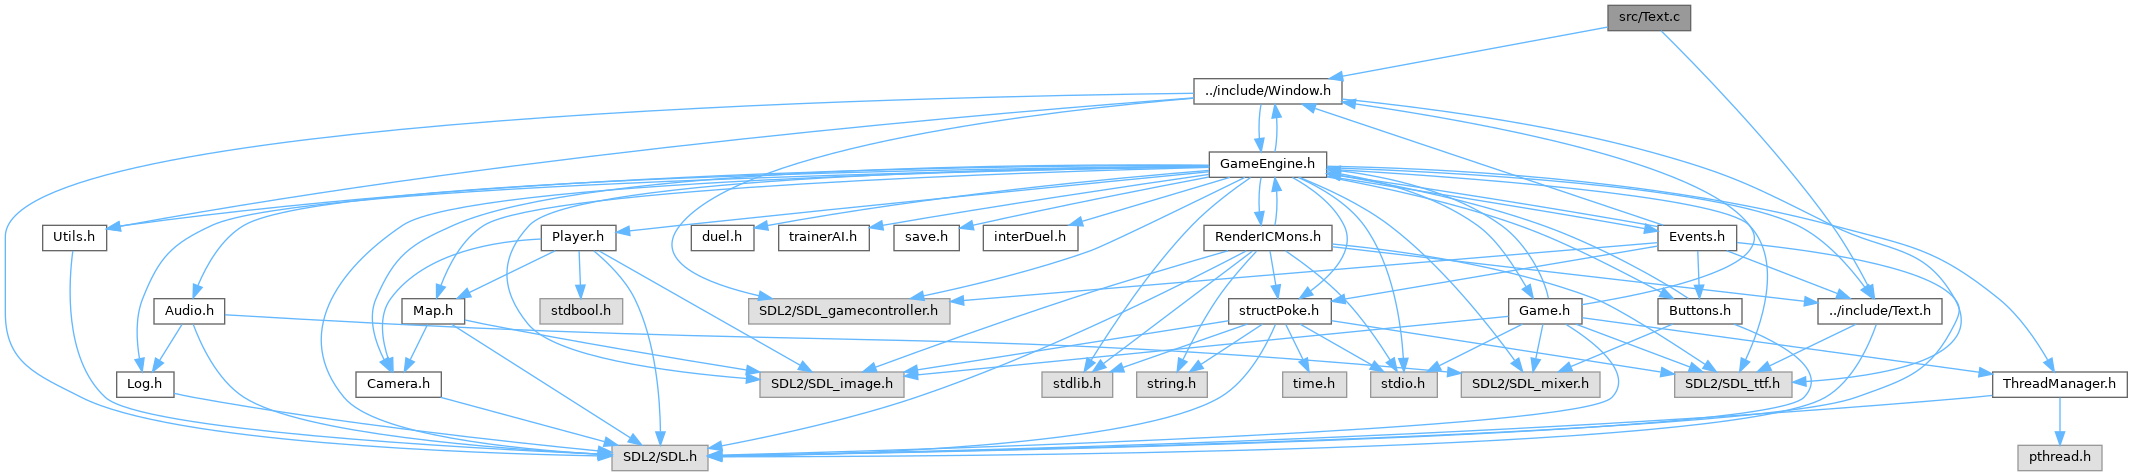 src/Text.c
../include/Window.h
GameEngine.h
Utils.h
Player.h
duel.h
trainerAI.h
save.h
interDuel.h
RenderICMons.h
Events.h
Audio.h
Map.h
stdbool.h
SDL2/SDL_gamecontroller.h
structPoke.h
Game.h
Buttons.h
../include/Text.h
Log.h
Camera.h
SDL2/SDL_image.h
stdlib.h
string.h
time.h
stdio.h
SDL2/SDL_mixer.h
SDL2/SDL_ttf.h
ThreadManager.h
SDL2/SDL.h
pthread.h